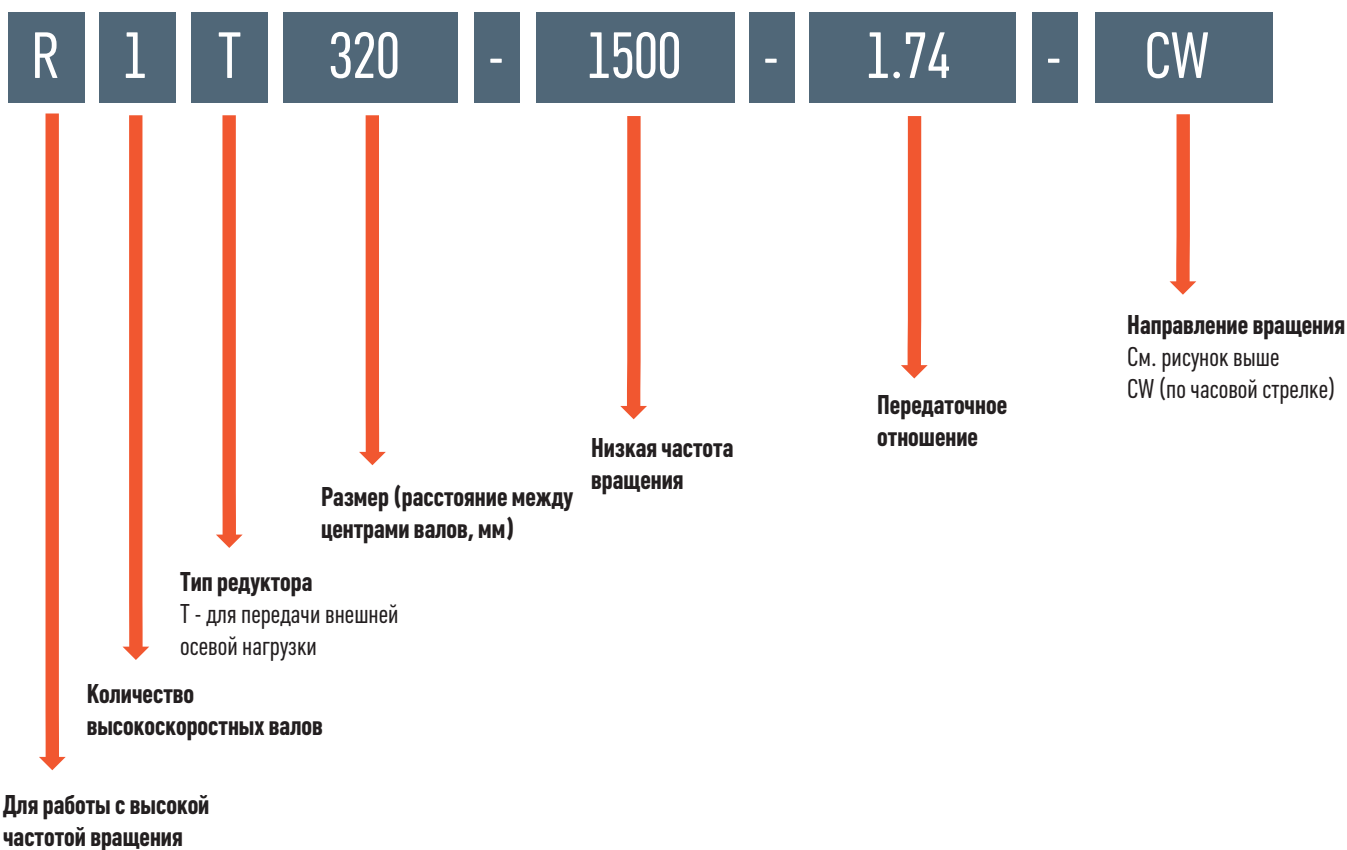 R 1 T 320 - 1500 - 1.74 - CW
Направление вращения
См. рисунок выше
CW (по часовой стрелке)
Передаточное
отношение
Низкая частота
вращения
Размер (расстояние между
центрами валов, мм)
Тип редуктора
Т - для передачи внешней
осевой нагрузки
Количество
высокоскоростных валов
Для работы с высокой
частотой вращения